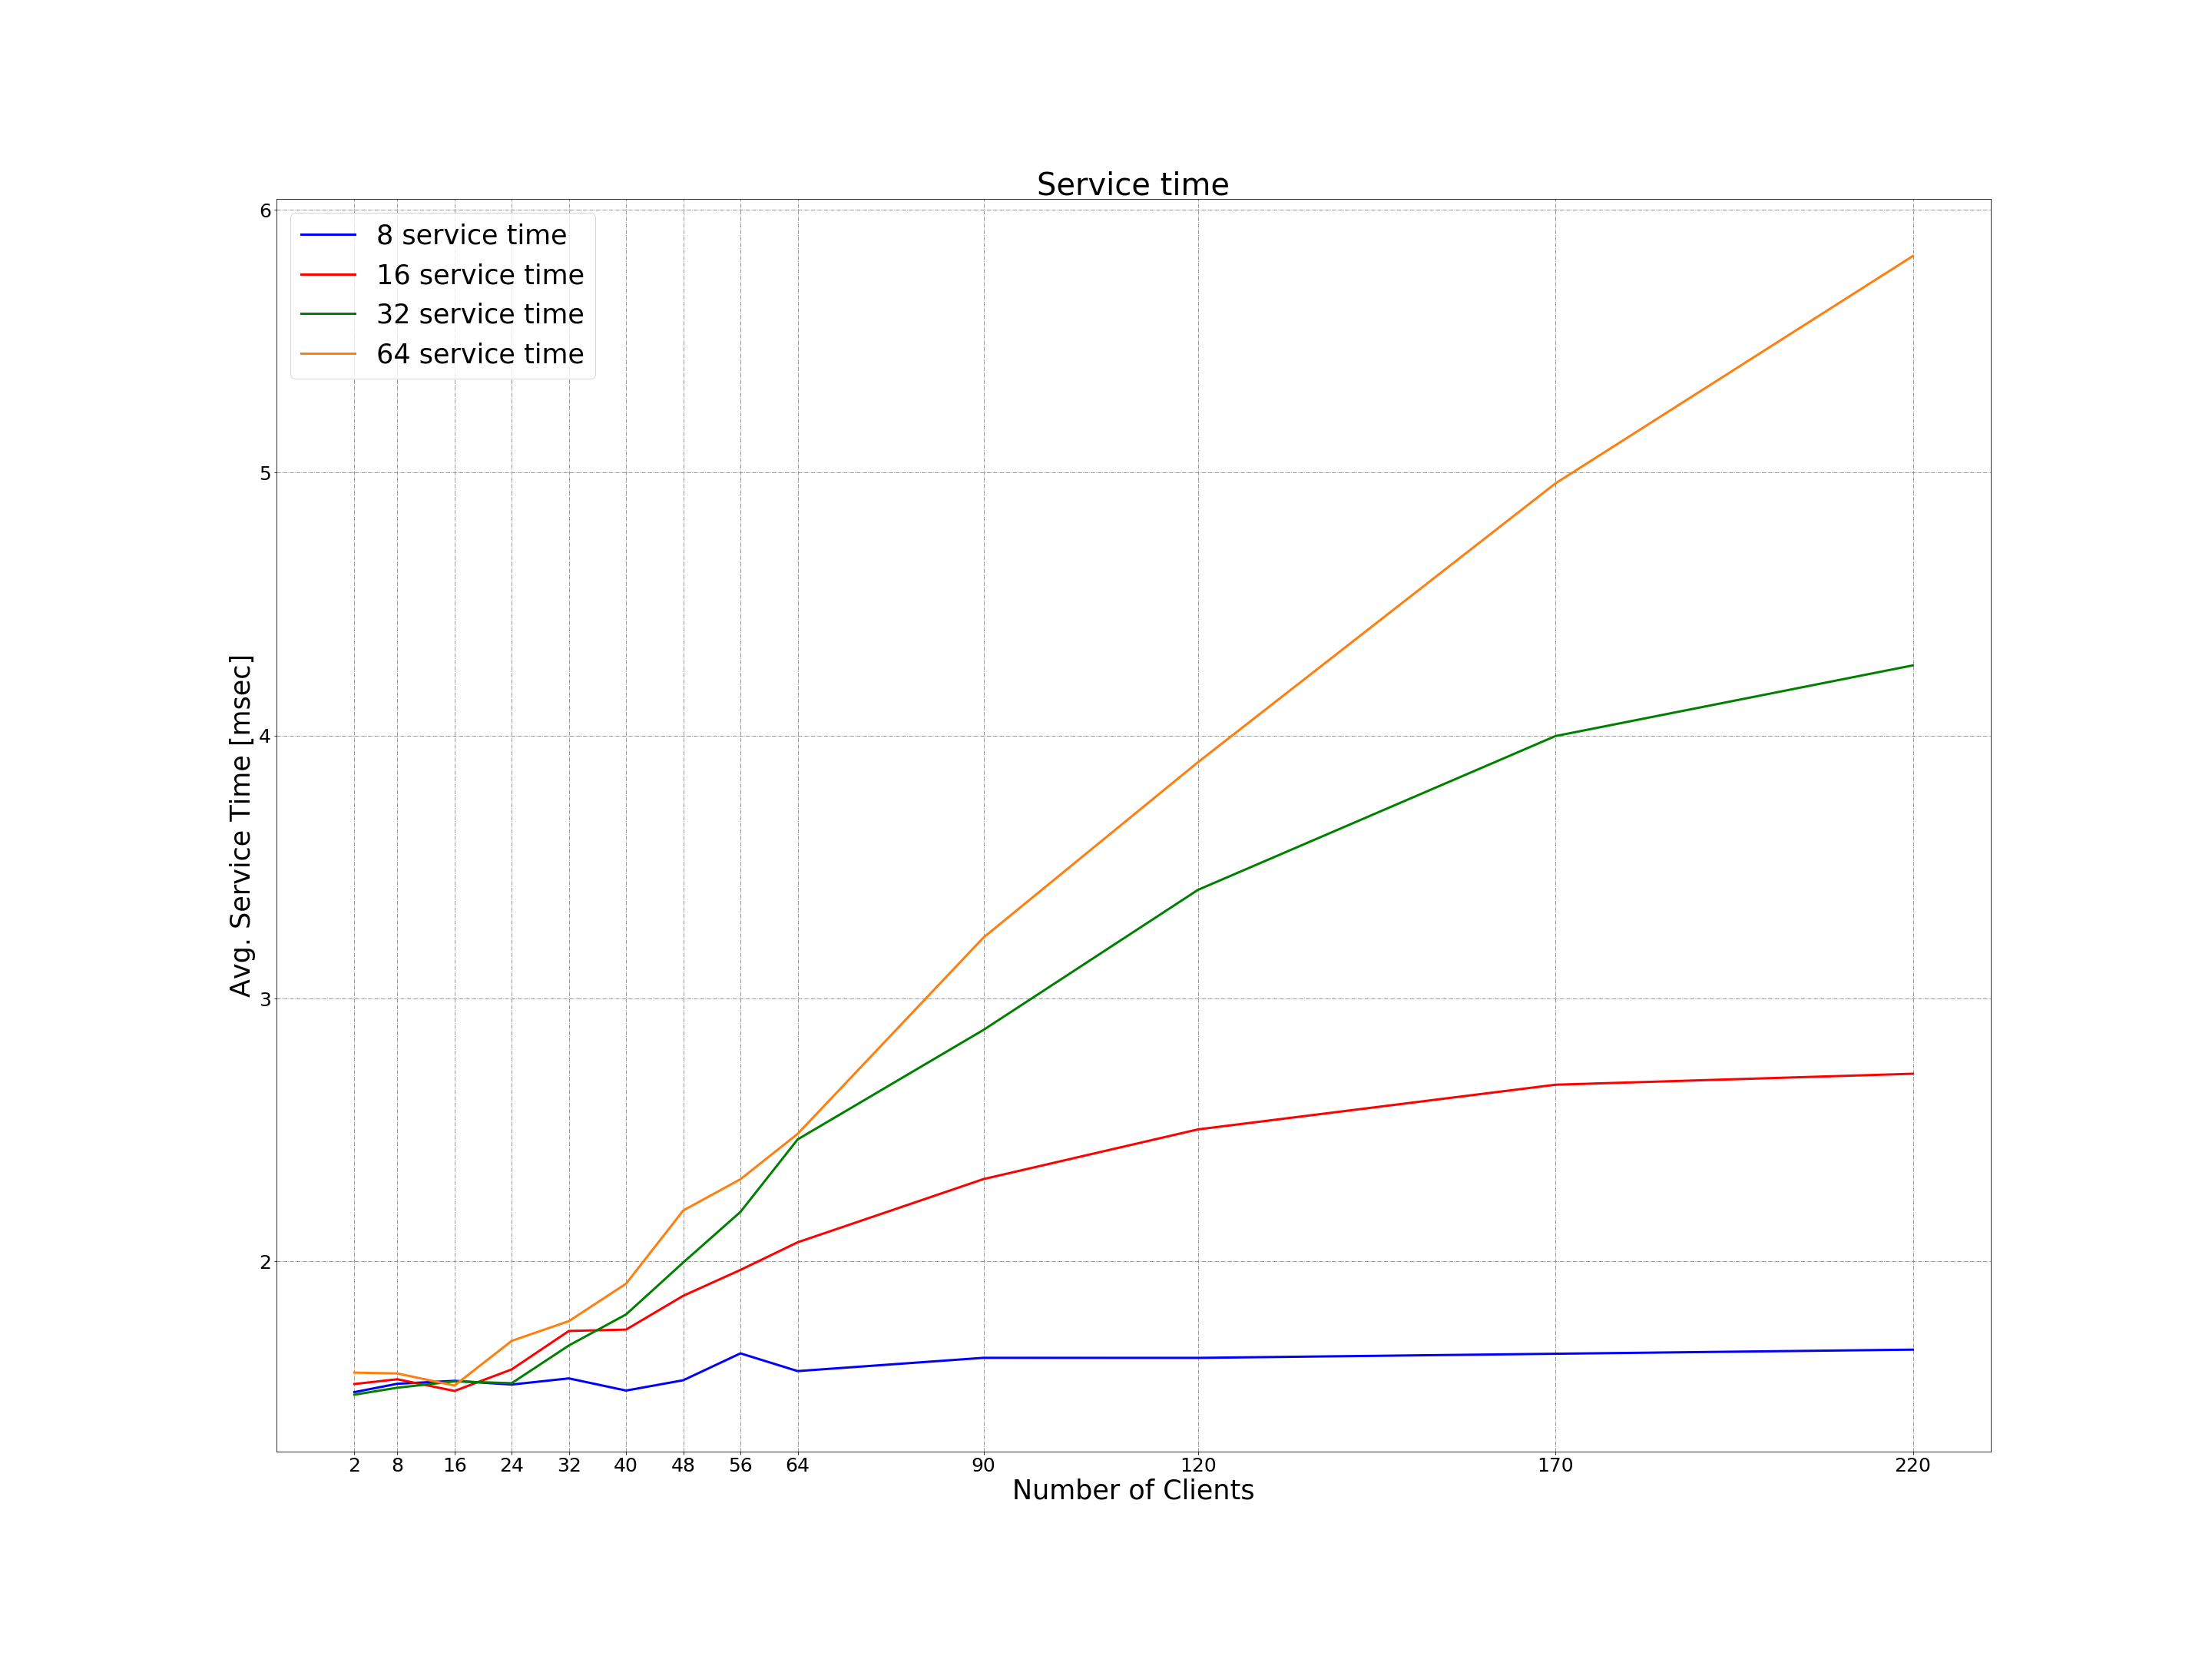 Service time
6
5
4
3
2
Avg. Service Time [msec]
8 service time
16 service time
32 service time
64 service time
2 8 16 24 32 40 48 56 64 90 120 170 220
Number of Clients